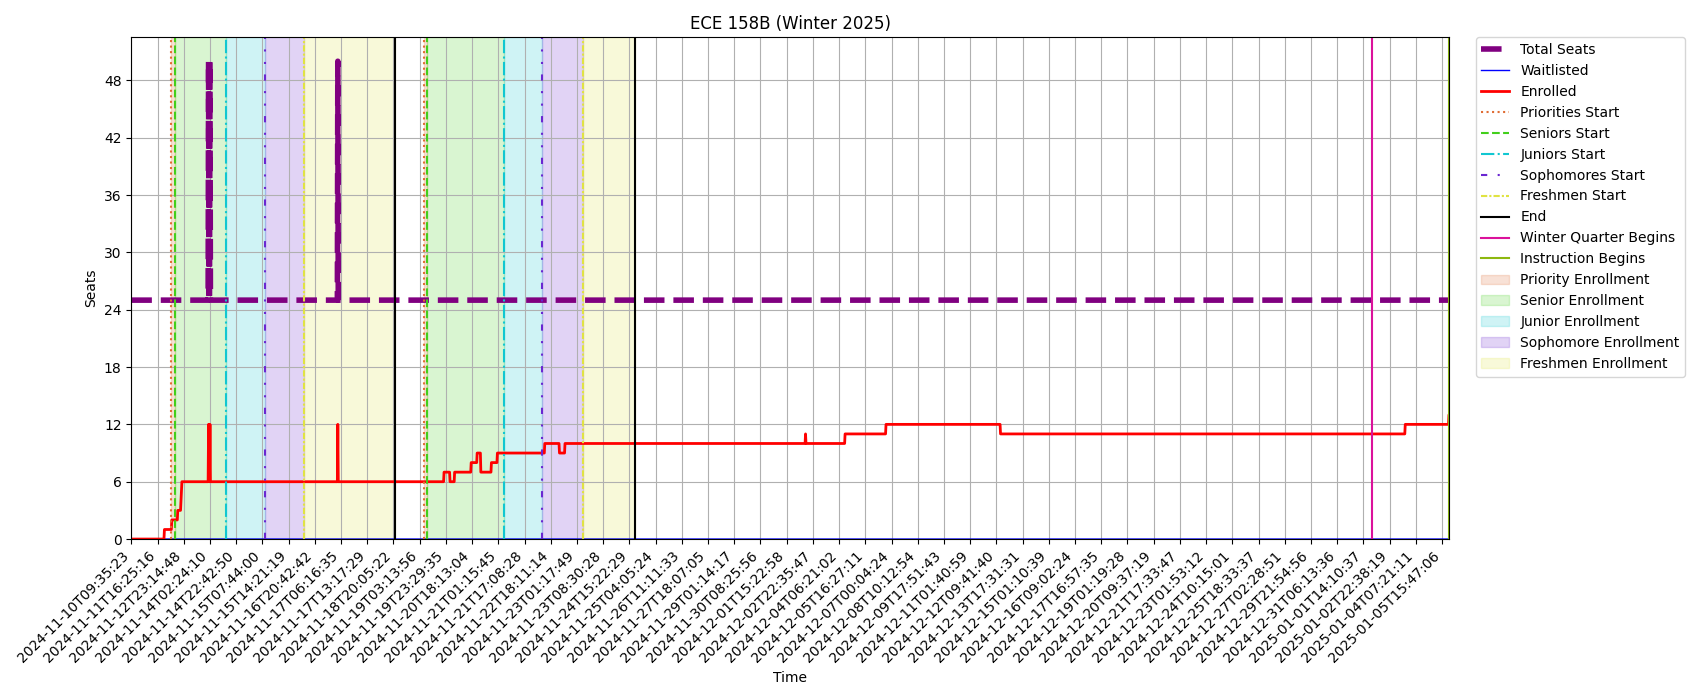 ECE 158B (Winter 2025)
Seats
48
42
36
30
24
18
12
6
0
2024-11-10T09:35:23
2024-11-11T16:25:16
2024-11-12T23:14:48
2024-11-14T02:24:10
2024-11-14T22:42:50
2024-11-15T07:44:00
2024-11-15T14:21:19
2024-11-16T20:42:42
2024-11-17T06:16:35
2024-11-17T13:17:29
2024-11-18T20:05:22
2024-11-19T03:13:56
2024-11-19T23:29:35
2024-11-20T18:13:04
2024-11-21T01:15:45
2024-11-21T17:08:28
2024-11-22T18:11:14
2024-11-23T01:17:49
2024-11-23T08:30:28
2024-11-24T15:22:29
2024-11-25T04:05:24
2024-11-26T11:11:33
2024-11-27T18:07:05
2024-11-29T01:14:17
2024-11-30T08:25:56
2024-12-01T15:22:58
2024-12-02T22:35:47
2024-12-04T06:21:02
2024-12-05T16:27:11
2024-12-07T00:04:24
2024-12-08T10:12:54
2024-12-09T17:51:43
2024-12-11T01:40:59
2024-12-12T09:41:40
2024-12-13T17:31:31
2024-12-15T01:10:39
2024-12-16T09:02:24
2024-12-17T16:57:35
2024-12-19T01:19:28
2024-12-20T09:37:19
2024-12-21T17:33:47
2024-12-23T01:53:12
2024-12-24T10:15:01
2024-12-25T18:33:37
2024-12-27T02:28:51
2024-12-29T21:54:56
2024-12-31T06:13:36
2025-01-01T14:10:37
2025-01-02T22:38:19
2025-01-04T07:21:11
2025-01-05T15:47:06
Time
Total Seats
Waitlisted
Enrolled
Priorities Start
Seniors Start
Juniors Start
Sophomores Start
Freshmen Start
End
Winter Quarter Begins
Instruction Begins
Priority Enrollment
Senior Enrollment
Junior Enrollment
Sophomore Enrollment
Freshmen Enrollment